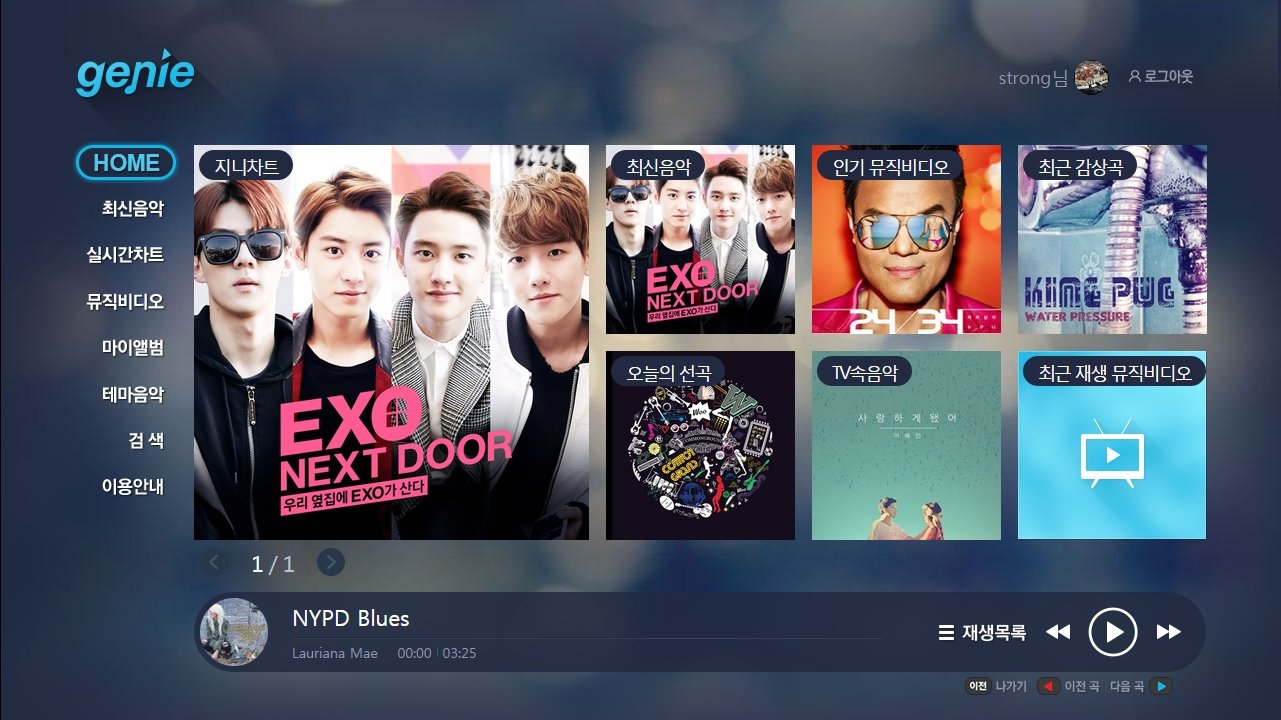 genie
strong님
로그아웃
HOME
최신음악
실시간차트
뮤직비디오
마이앨범
테마음악
검 색
이용안내
지니차트
EXO
NEXT DOOR
우리 옆집에 EXO가 산다
최신음악
EXO
NEXT DOOR
우리 옆집에 EXO가 산다
인기 뮤직비디오
24/34
최근 감상곡
KING PUG
WATER PRESSURE
오늘의 선곡
Woo
W
COMMONGROUND
TV속음악
사랑하게 됐어
이예린
최근 재생 뮤직비디오
1 / 1
NYPD Blues
Lauriana Mae 00:00 | 03:25
재생목록
이전 나가기 이전 곡 다음 곡